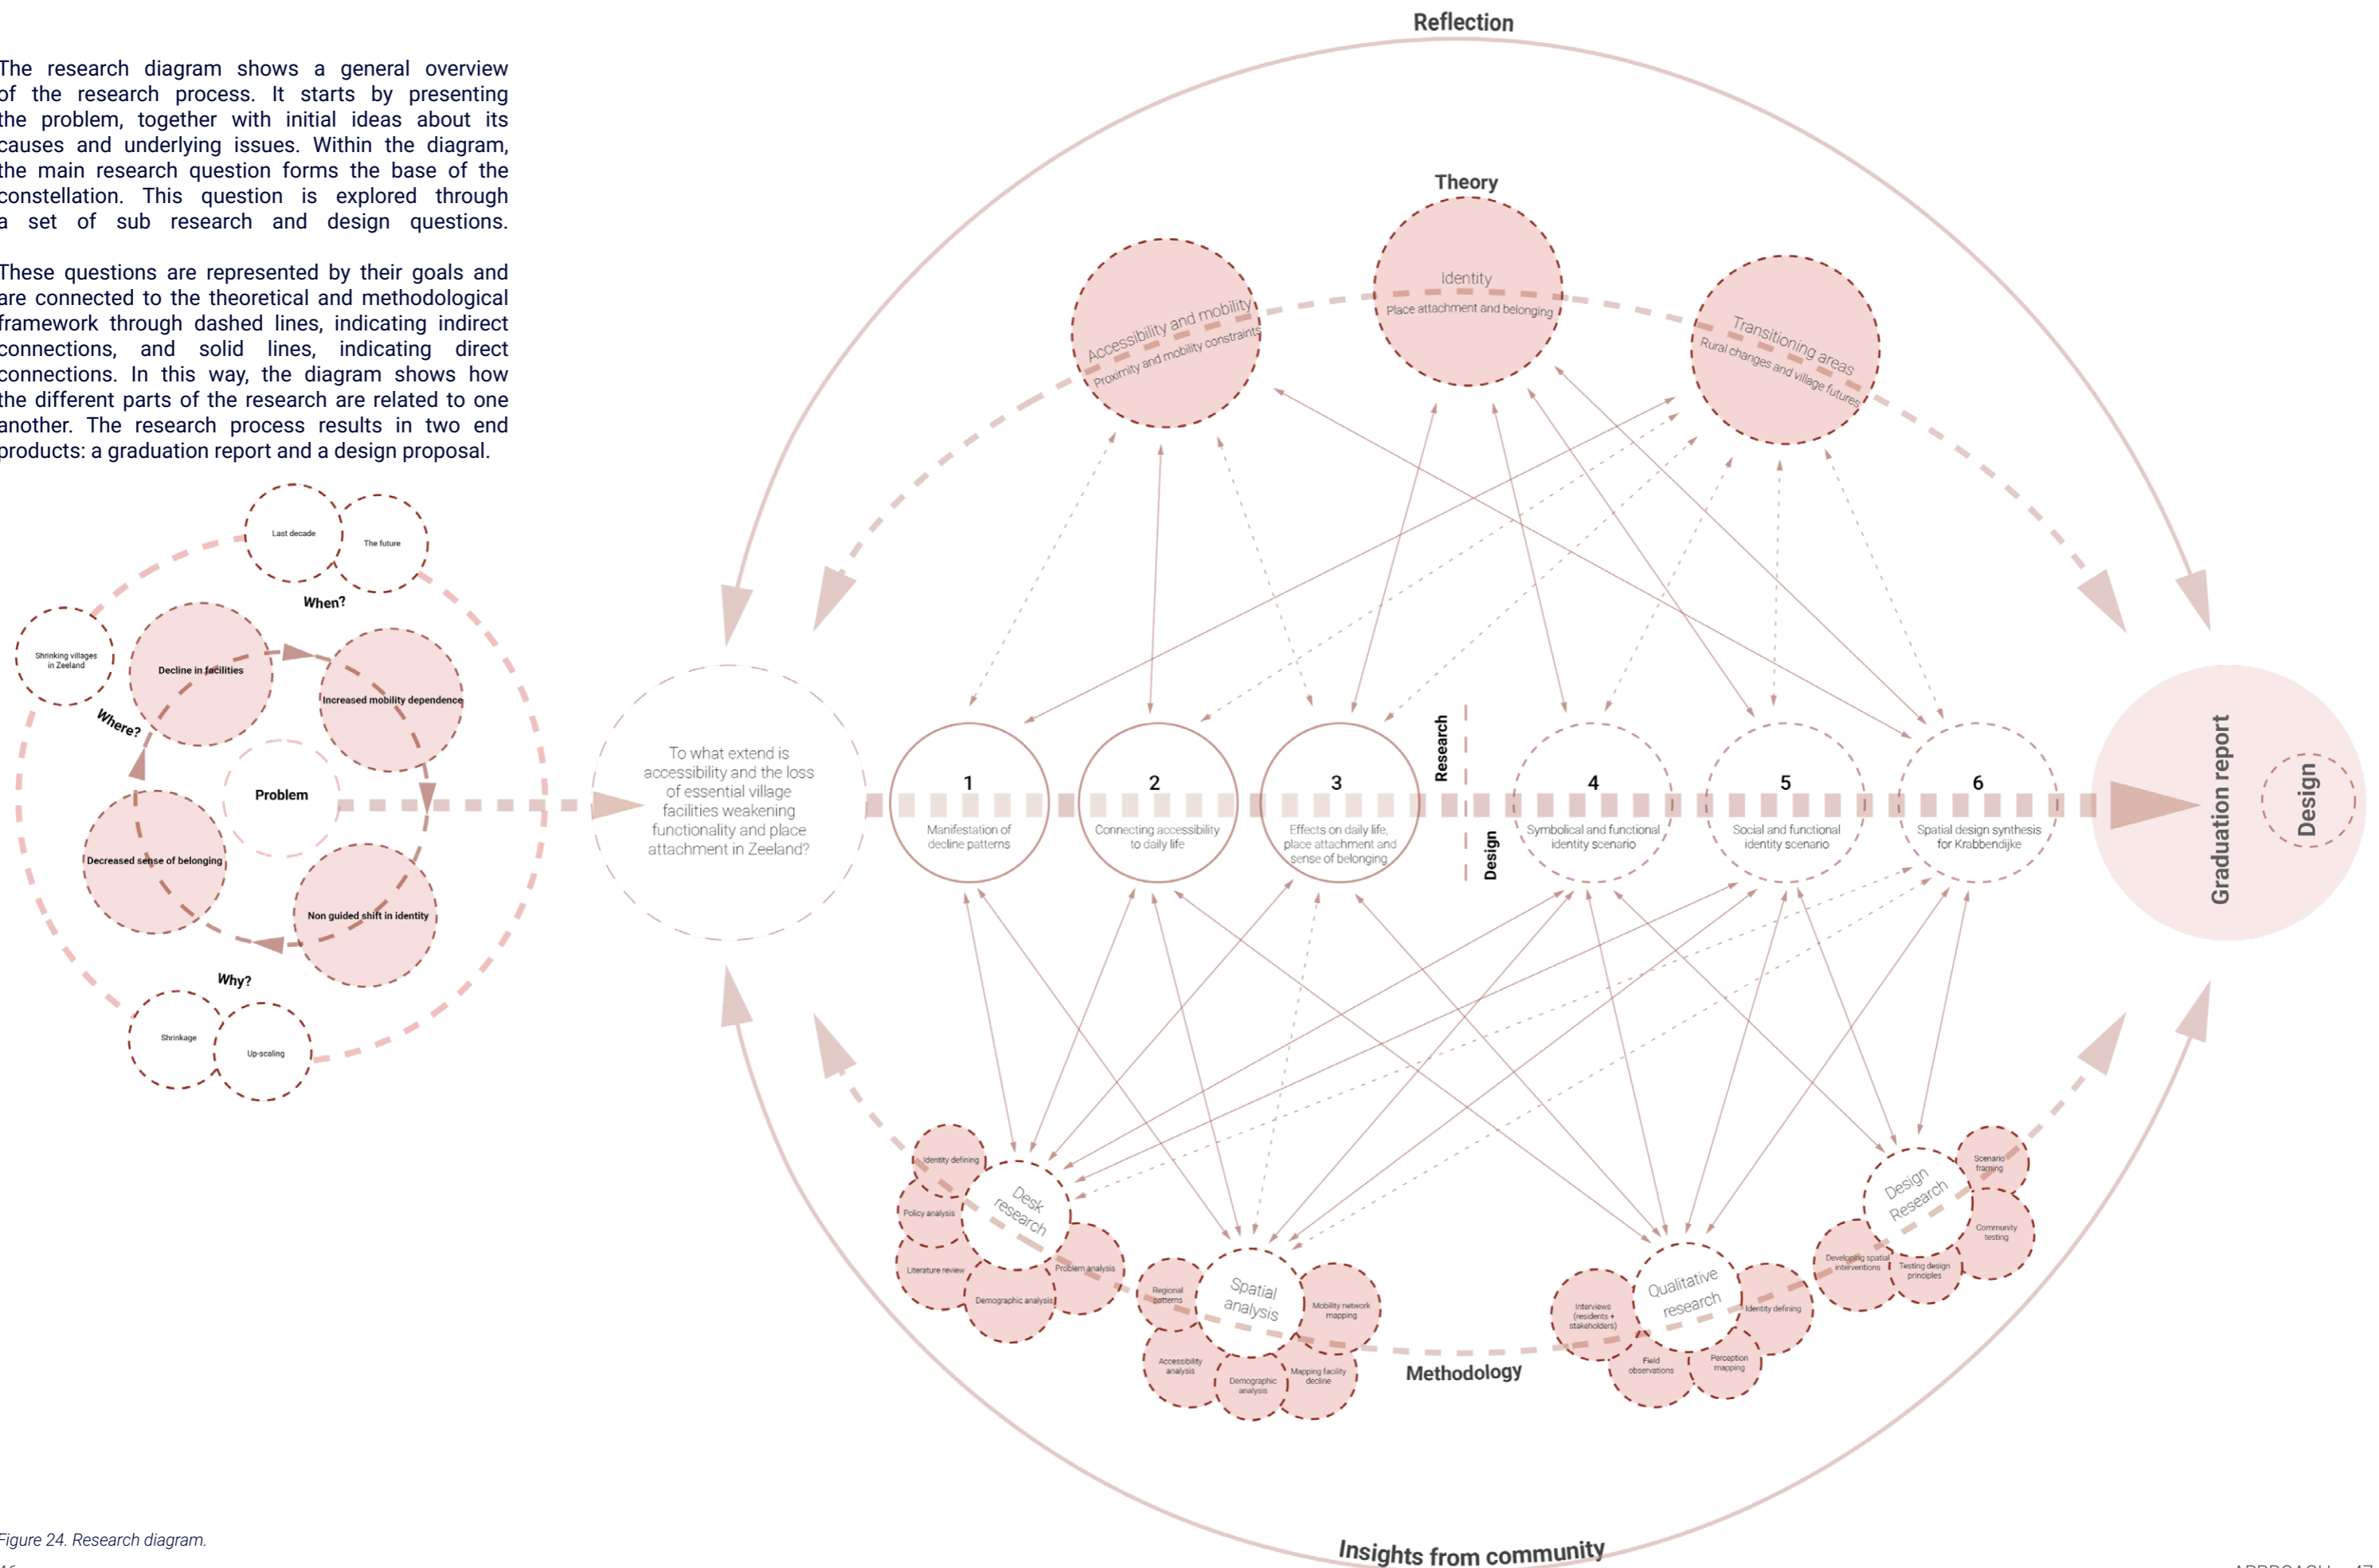 The research diagram shows a general overview
of the research process. It starts by presenting
the problem, together with initial ideas about its
causes and underlying issues. Within the diagram,
the main research question forms the base of the
constellation. This question is explored through
a set of sub research and design questions.
These questions are represented by their goals and
are connected to the theoretical and methodological
framework through dashed lines, indicating indirect
connections, and solid lines, indicating direct
connections. In this way, the diagram shows how
the different parts of the research are related to one
another. The research process results in two end
products: a graduation report and a design proposal.
Last decade
The future
When?
Shrinking villages
in Zeeland
Where?
Decline in facilities
Increased mobility dependence
Problem
Decreased sense of belonging
Non guided shift in identity
Why?
Shrinkage
Up-scaling
Reflection
Theory
Accessibility and mobility
Proximity and mobility constraints
Identity
Place attachment and belonging
Transitioning areas
Rural changes and village futures
To what extend is
accessibility and the loss
of essential village
facilities weakening
functionality and place
attachment in Zeeland?
1
Manifestation of
decline patterns
2
Connecting accessibility
to daily life
3
Effects on daily life,
place attachment and
sense of belonging
Research
Design
4
Symbolical and functional
identity scenario
5
Social and functional
identity scenario
6
Spatial design synthesis
for Krabbendijke
Graduation report
Design
Identity defining
Policy analysis
Literature review
Demographic analysis
Problem analysis
Desk
research
Regional
patterns
Accessibility
analysis
Demographic
analysis
Mapping facility
decline
Mobility network
mapping
Spatial
analysis
Methodology
Interviews
(residents +
stakeholders)
Field
observations
Perception
mapping
Identity defining
Qualitative
research
Developing spatial
interventions
Testing design
principles
Community
testing
Scenario
framing
Design
Research
Insights from community
Figure 24. Research diagram.